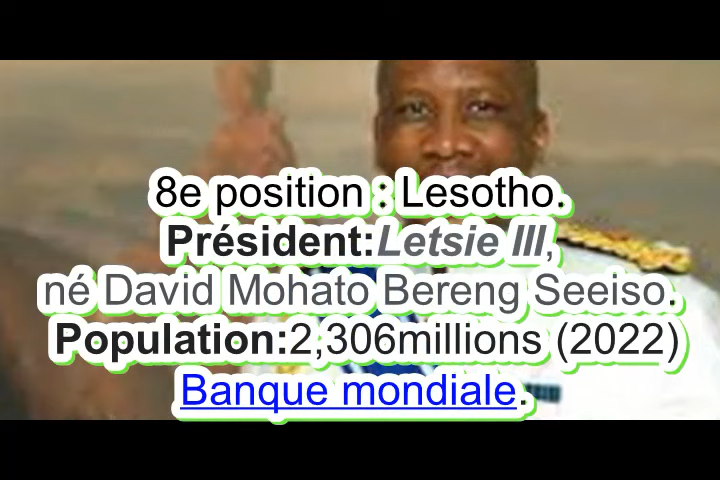 8e position : Lesotho.
Président:Letsie III,
né David Mohato Bereng Seeiso.
Population:2,306millions (2022)
Banque mondiale.